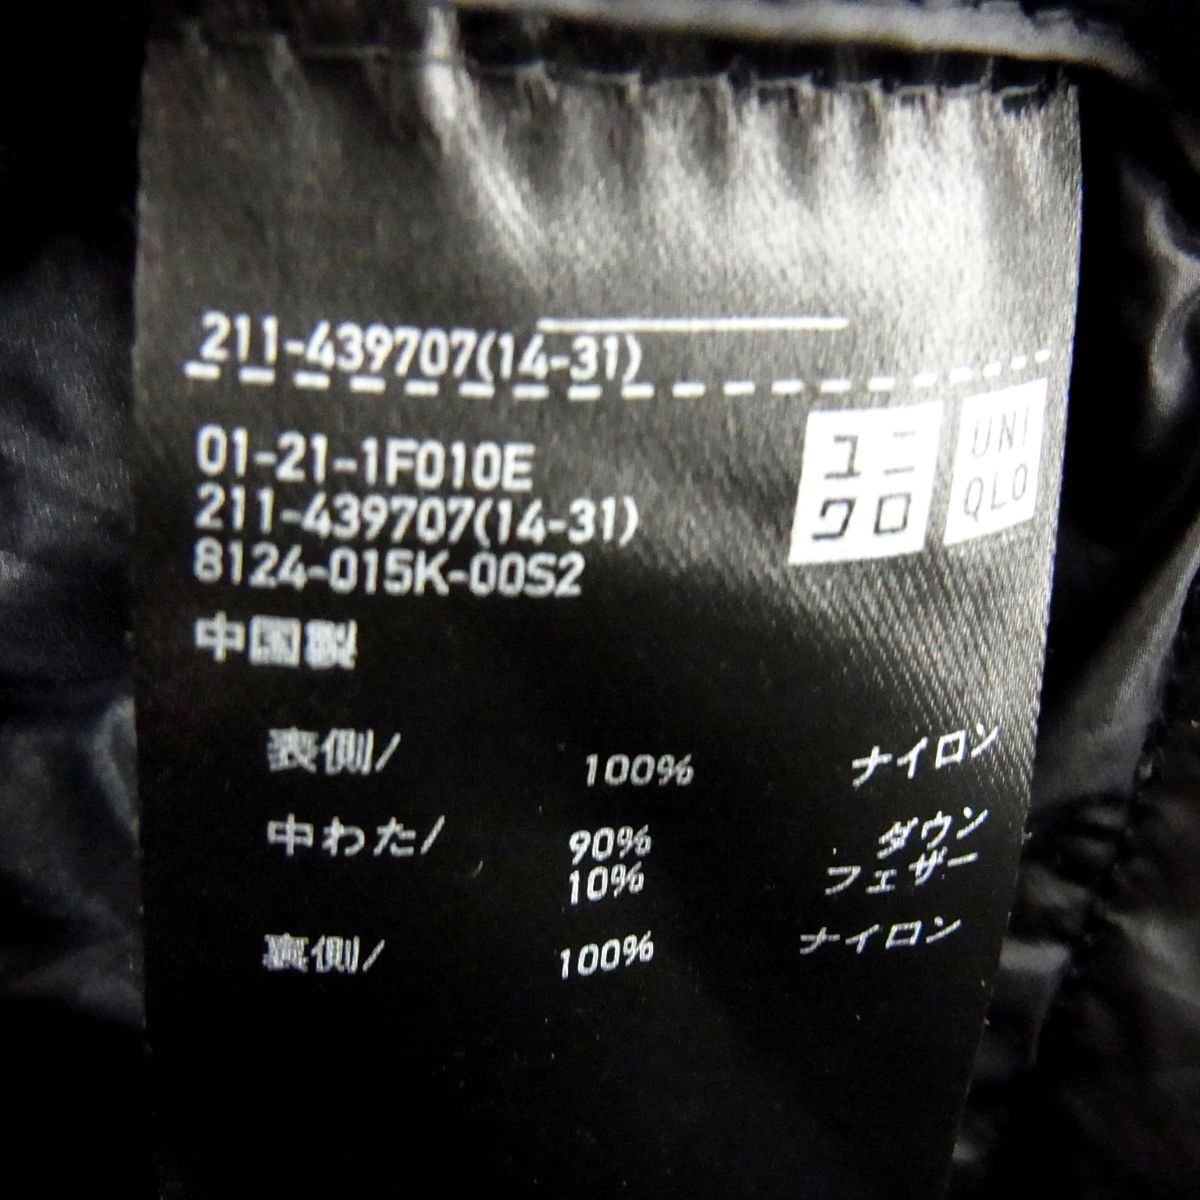 211-439707(14-31)
ユニ
クロ
UNI
QLO
01-21-1F010E
211-439707(14-31)
8124-015K-00S2
中国製
表側/ 100% ナイロン
中わた/ 90% ダウン
10% フェザー
裏側/ 100% ナイロン